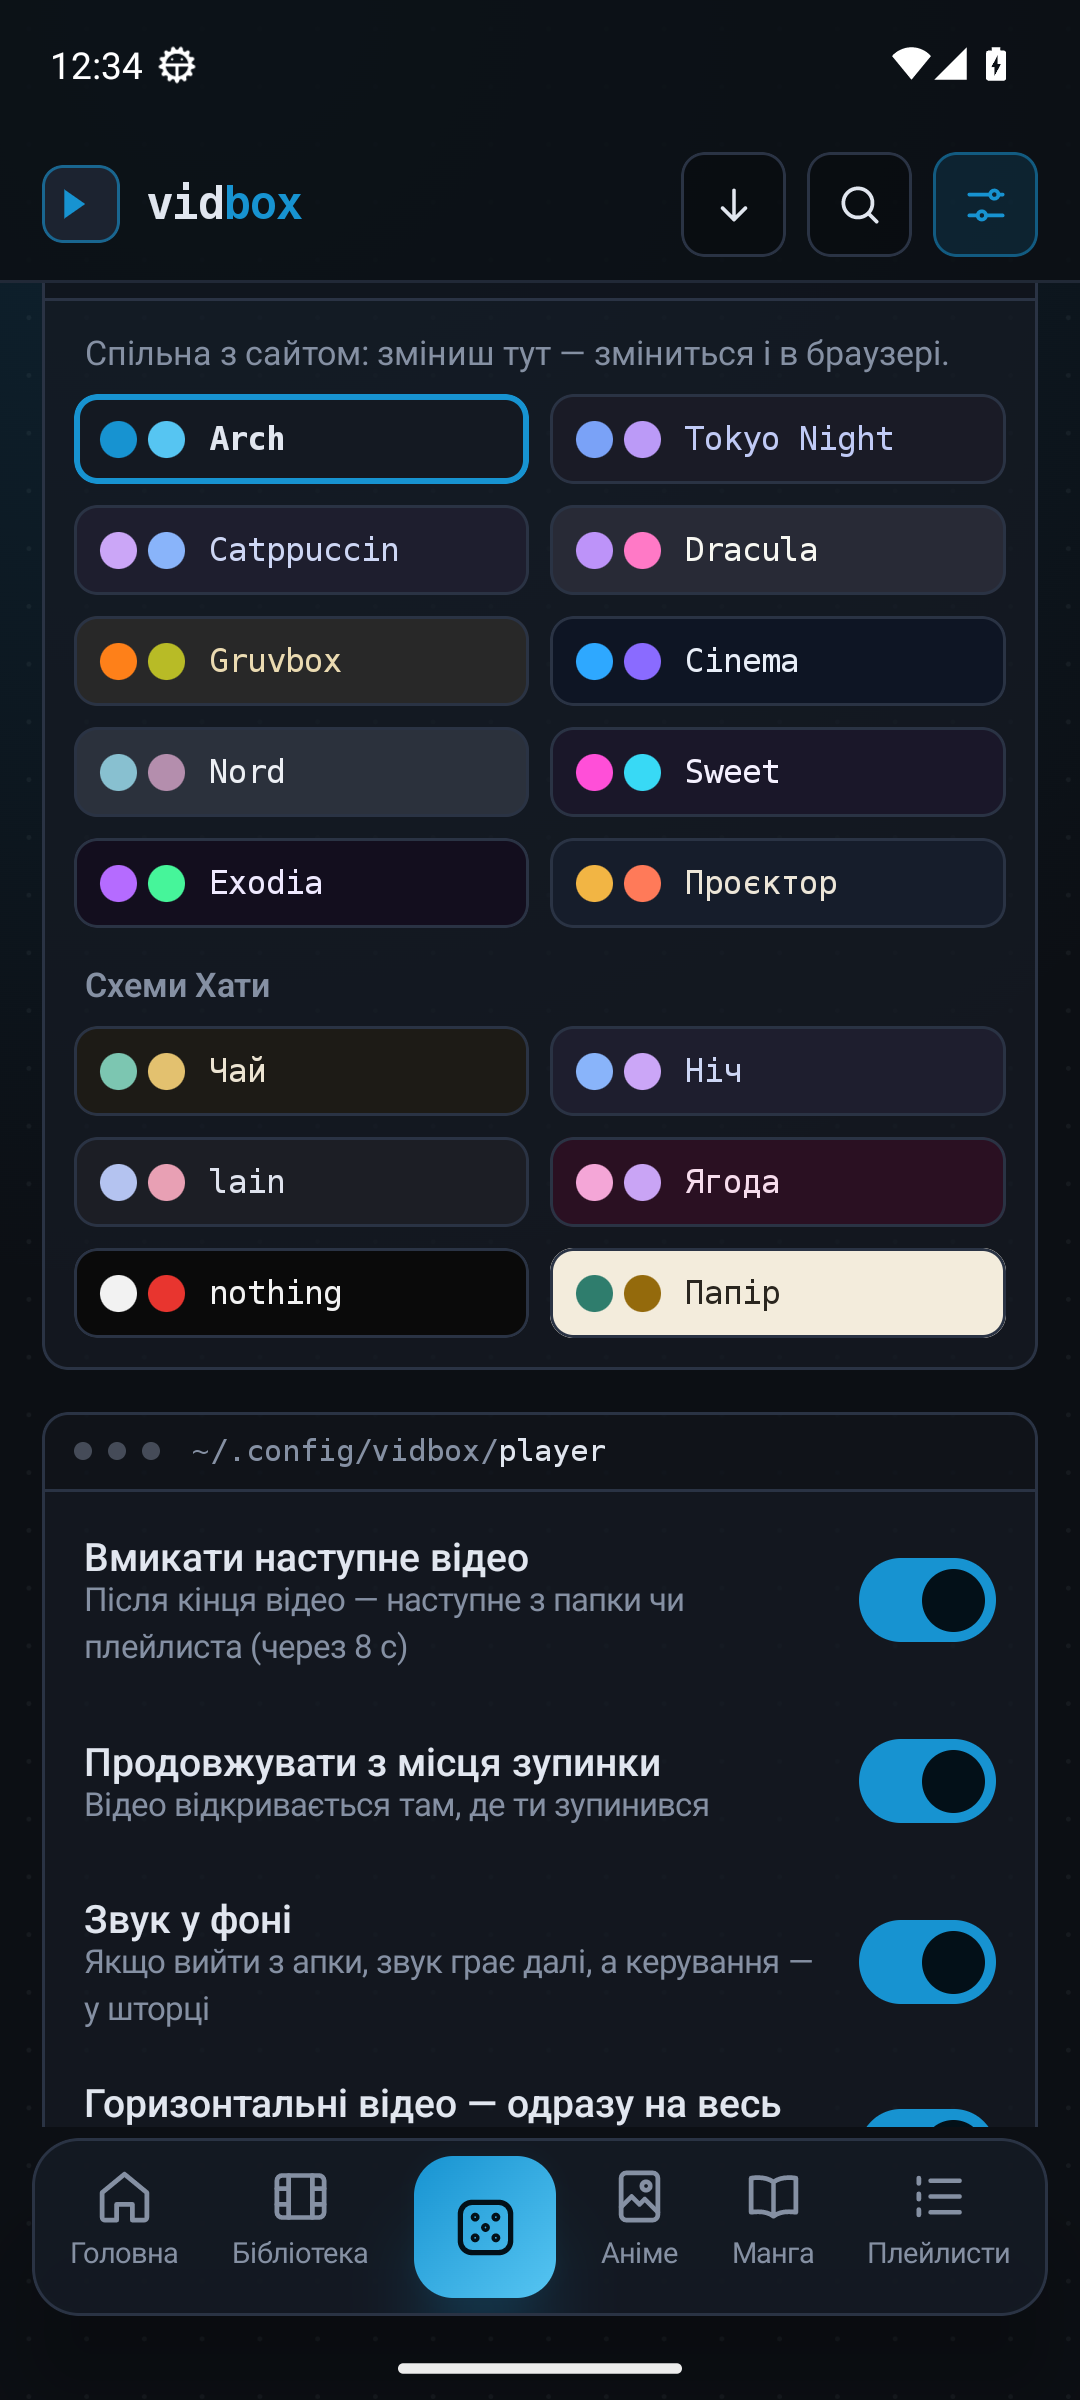 12:34
vidbox
Спільна з сайтом: зміниш тут — зміниться і в браузері.
Arch
Tokyo Night
Catppuccin
Dracula
Gruvbox
Cinema
Nord
Sweet
Exodia
Проєктор
Схеми Хати
Чай
Ніч
lain
Ягода
nothing
Папір
~/.config/vidbox/player
Вмикати наступне відео
Після кінця відео — наступне з папки чи
плейлиста (через 8 с)
Продовжувати з місця зупинки
Відео відкривається там, де ти зупинився
Звук у фоні
Якщо вийти з апки, звук грає далі, а керування —
у шторці
Горизонтальні відео — одразу на весь
Головна
Бібліотека
Аніме
Манга
Плейлисти